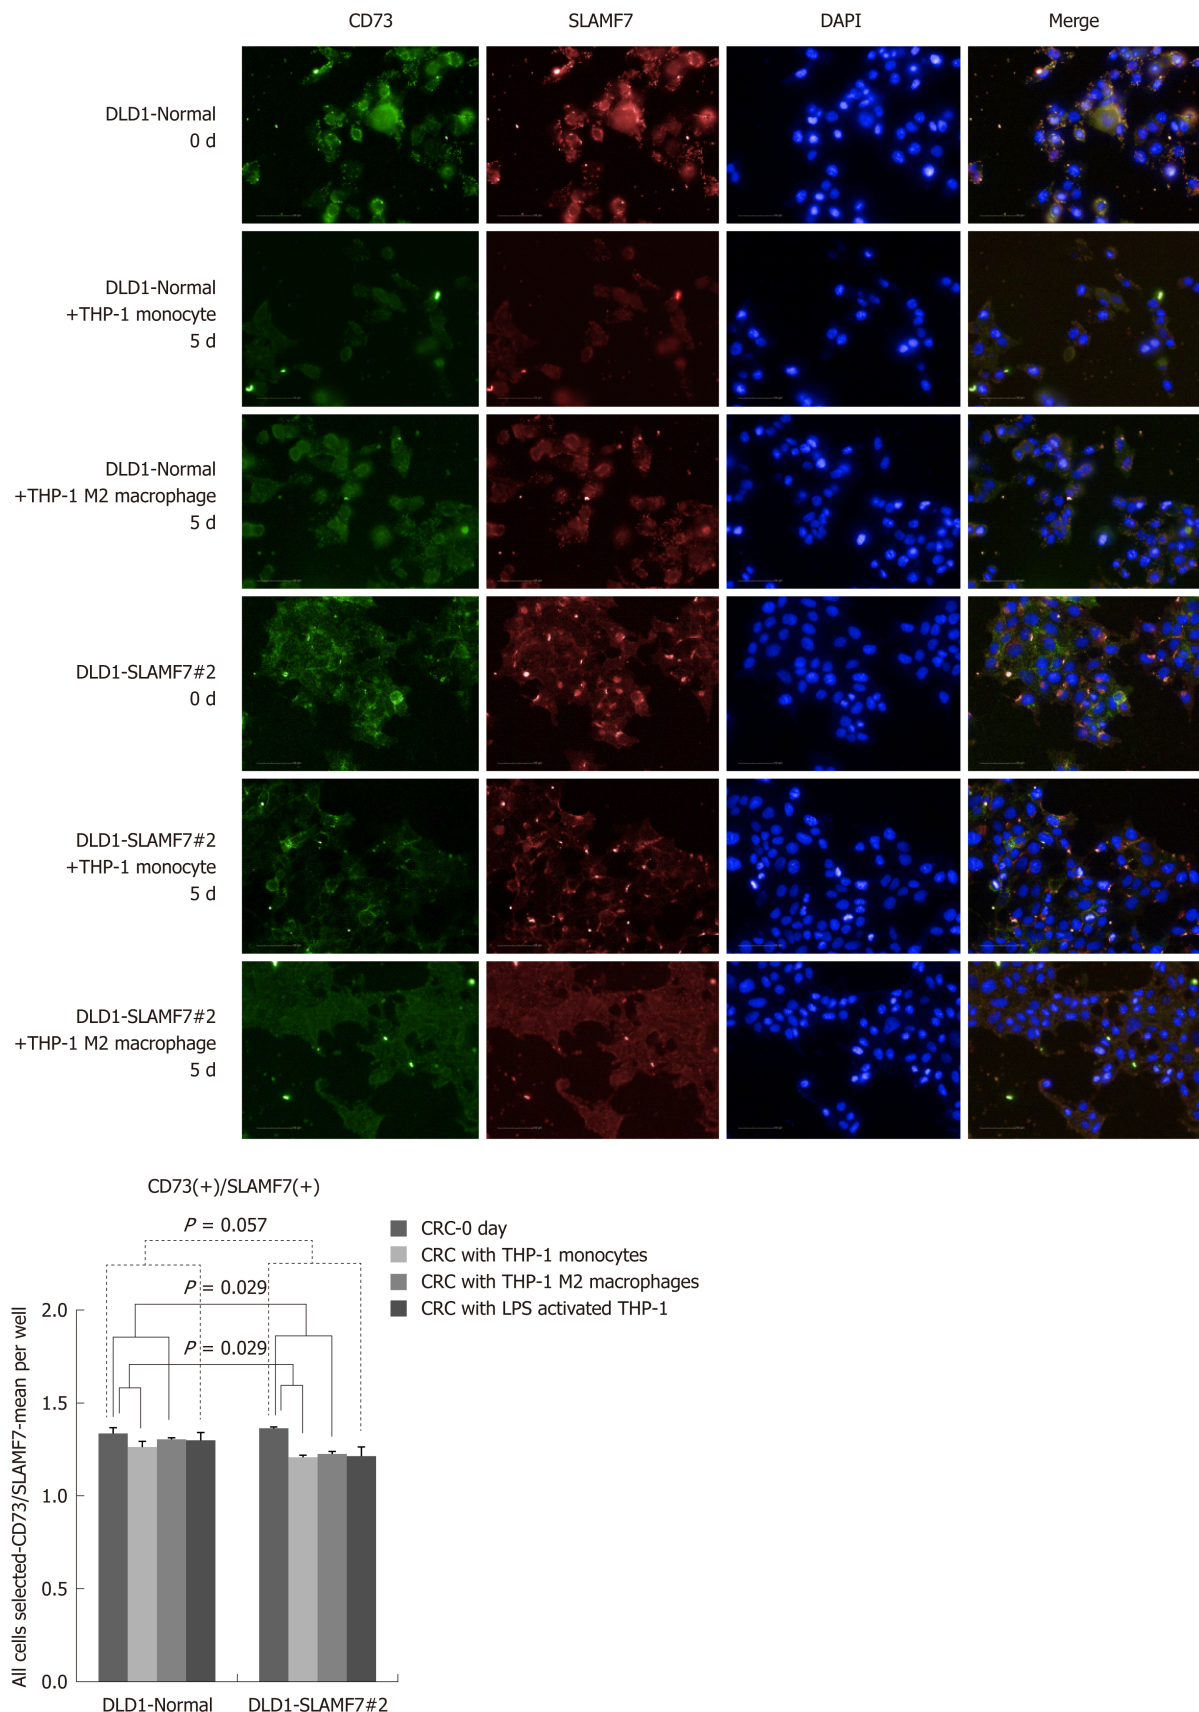 CD73 SLAMF7 DAPI Merge
DLD1-Normal
0 d
DLD1-Normal
+THP-1 monocyte
5 d
DLD1-Normal
+THP-1 M2 macrophage
5 d
DLD1-SLAMF7#2
0 d
DLD1-SLAMF7#2
+THP-1 monocyte
5 d
DLD1-SLAMF7#2
+THP-1 M2 macrophage
5 d
CD73(+)/SLAMF7(+)
P = 0.057
P = 0.029
P = 0.029
CRC-0 day
CRC with THP-1 monocytes
CRC with THP-1 M2 macrophages
CRC with LPS activated THP-1
All cells selected-CD73/SLAMF7-mean per well
2.0
1.5
1.0
0.5
0.0
DLD1-Normal DLD1-SLAMF7#2